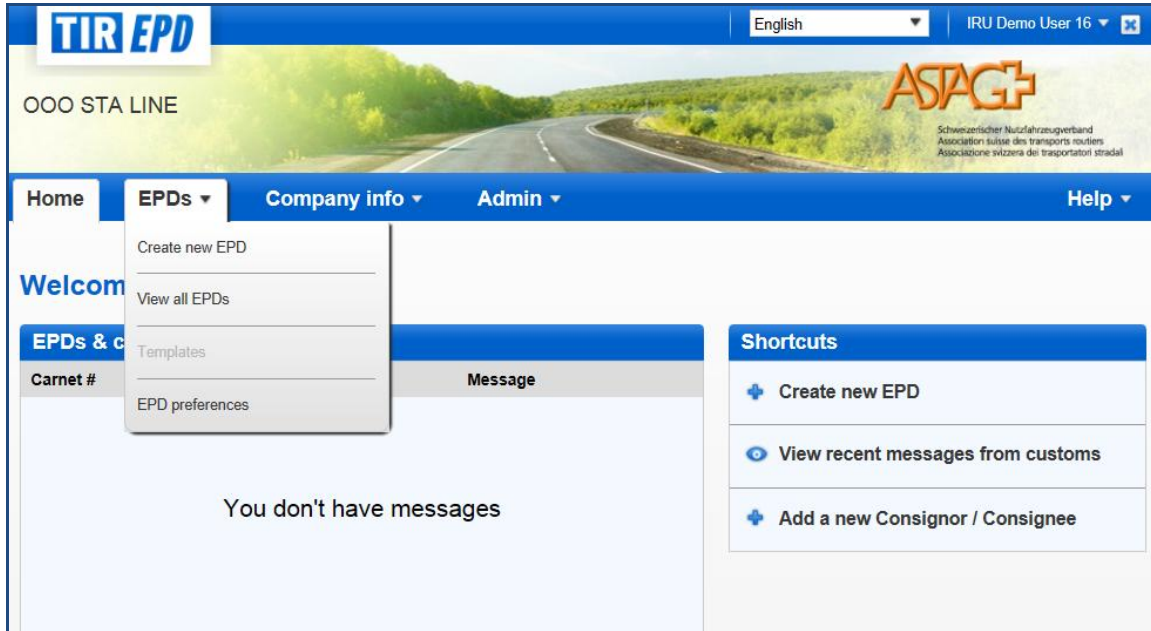 TIR EPD
English
IRU Demo User 16
OOO STA LINE
ASTAG
Schweizerischer Nutzfahrzeugverband
Association suisse des transports routiers
Associazione svizzera dei trasportatori stradali
Home
EPDs
Company info
Admin
Help
Create new EPD
View all EPDs
Templates
EPD preferences
Welcom
EPDs & c
Carnet #
Message
You don't have messages
Shortcuts
Create new EPD
View recent messages from customs
Add a new Consignor / Consignee